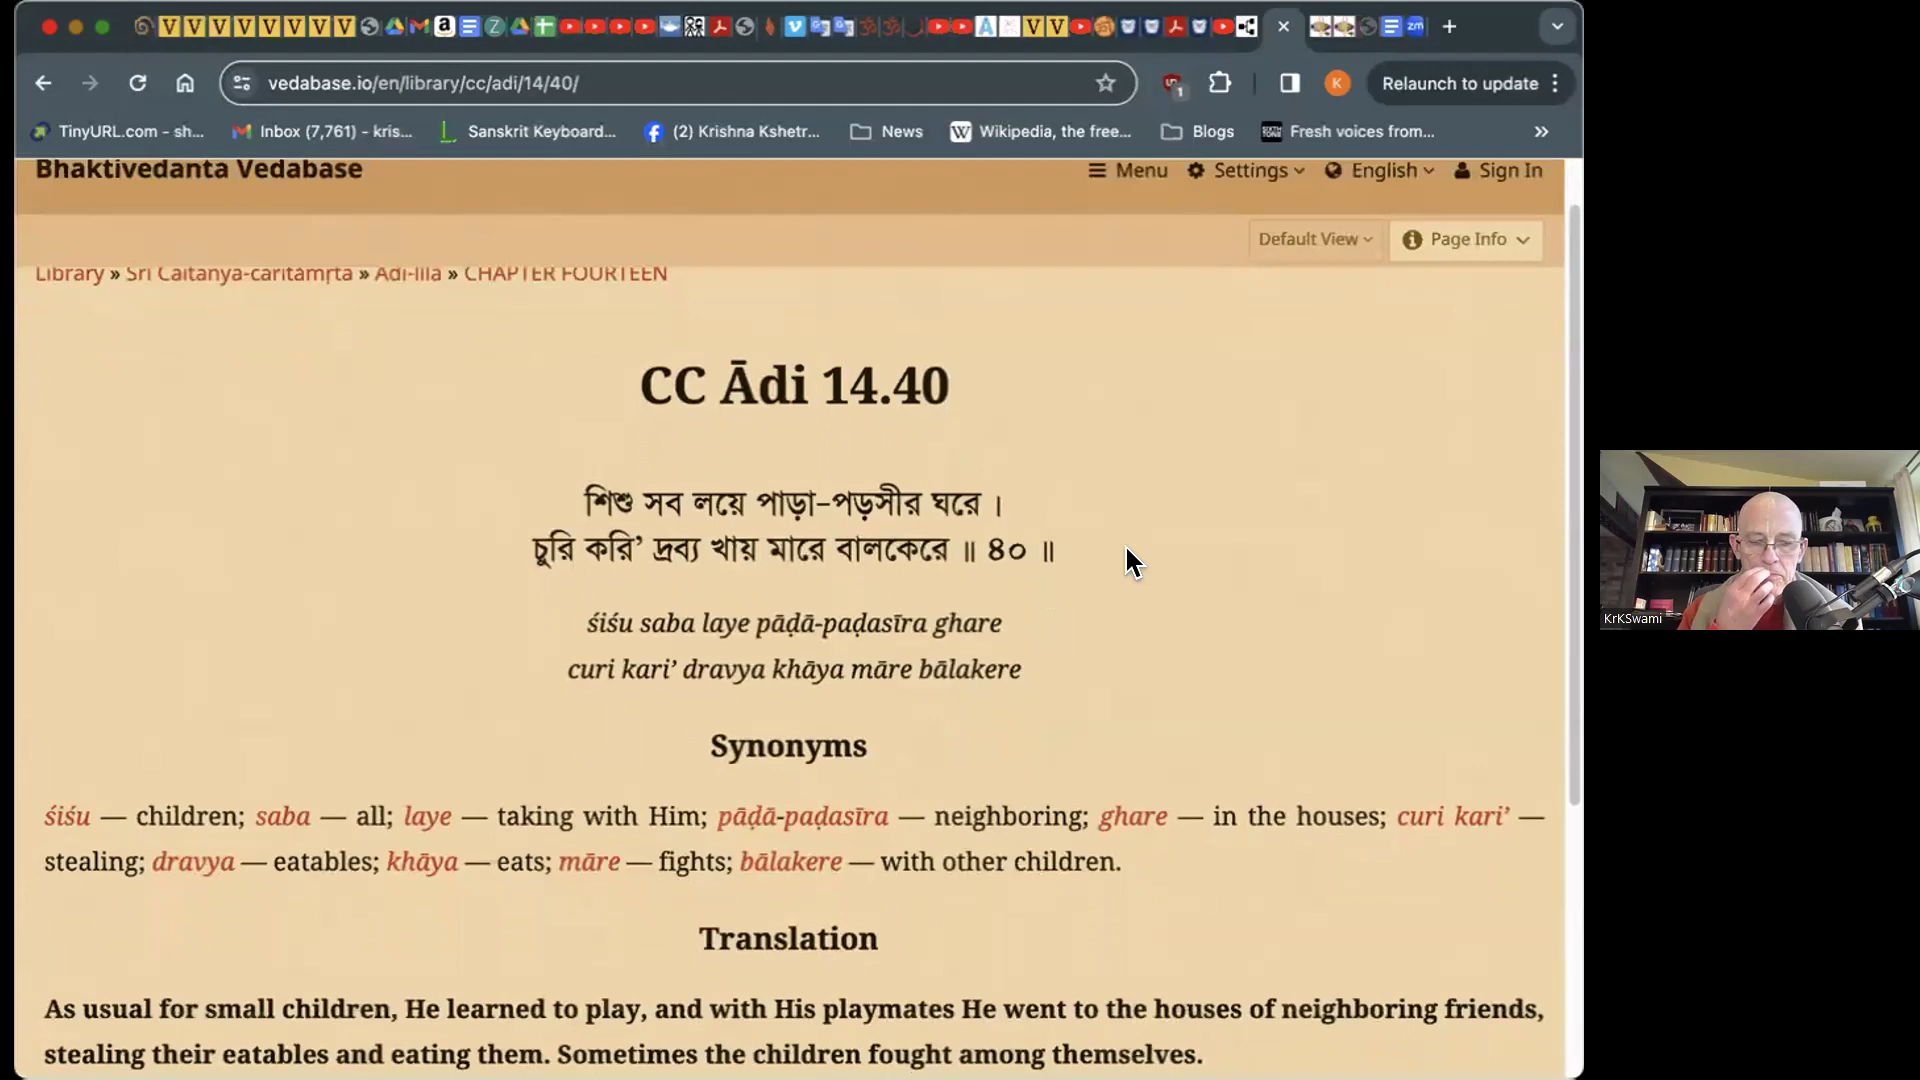 vedabase.io/en/library/cc/adi/14/40/
Relaunch to update
TinyURL.com - sh...
Inbox (7,761) - kris...
Sanskrit Keyboard...
(2) Krishna Kshetr...
News
Wikipedia, the free...
Blogs
Fresh voices from...
»
Bhaktivedanta Vedabase
Menu
Settings
English
Sign In
Default View
Page Info
Library » Śrī Caitanya-caritāmṛta » Ādi-līlā » CHAPTER FOURTEEN
CC Ādi 14.40
শিশু সব লয়ে পাড়া-পড়সীর ঘরে ।
চুরি করি’ দ্রব্য খায় মারে বালকেরে ॥ ৪০ ॥
śiśu saba laye pāḍā-paḍasīra ghare
curi kari’ dravya khāya māre bālakere
Synonyms
śiśu — children; saba — all; laye — taking with Him; pāḍā-paḍasīra — neighboring; ghare — in the houses; curi kari’ —
stealing; dravya — eatables; khāya — eats; māre — fights; bālakere — with other children.
Translation
As usual for small children, He learned to play, and with His playmates He went to the houses of neighboring friends,
stealing their eatables and eating them. Sometimes the children fought among themselves.
KrKSwami